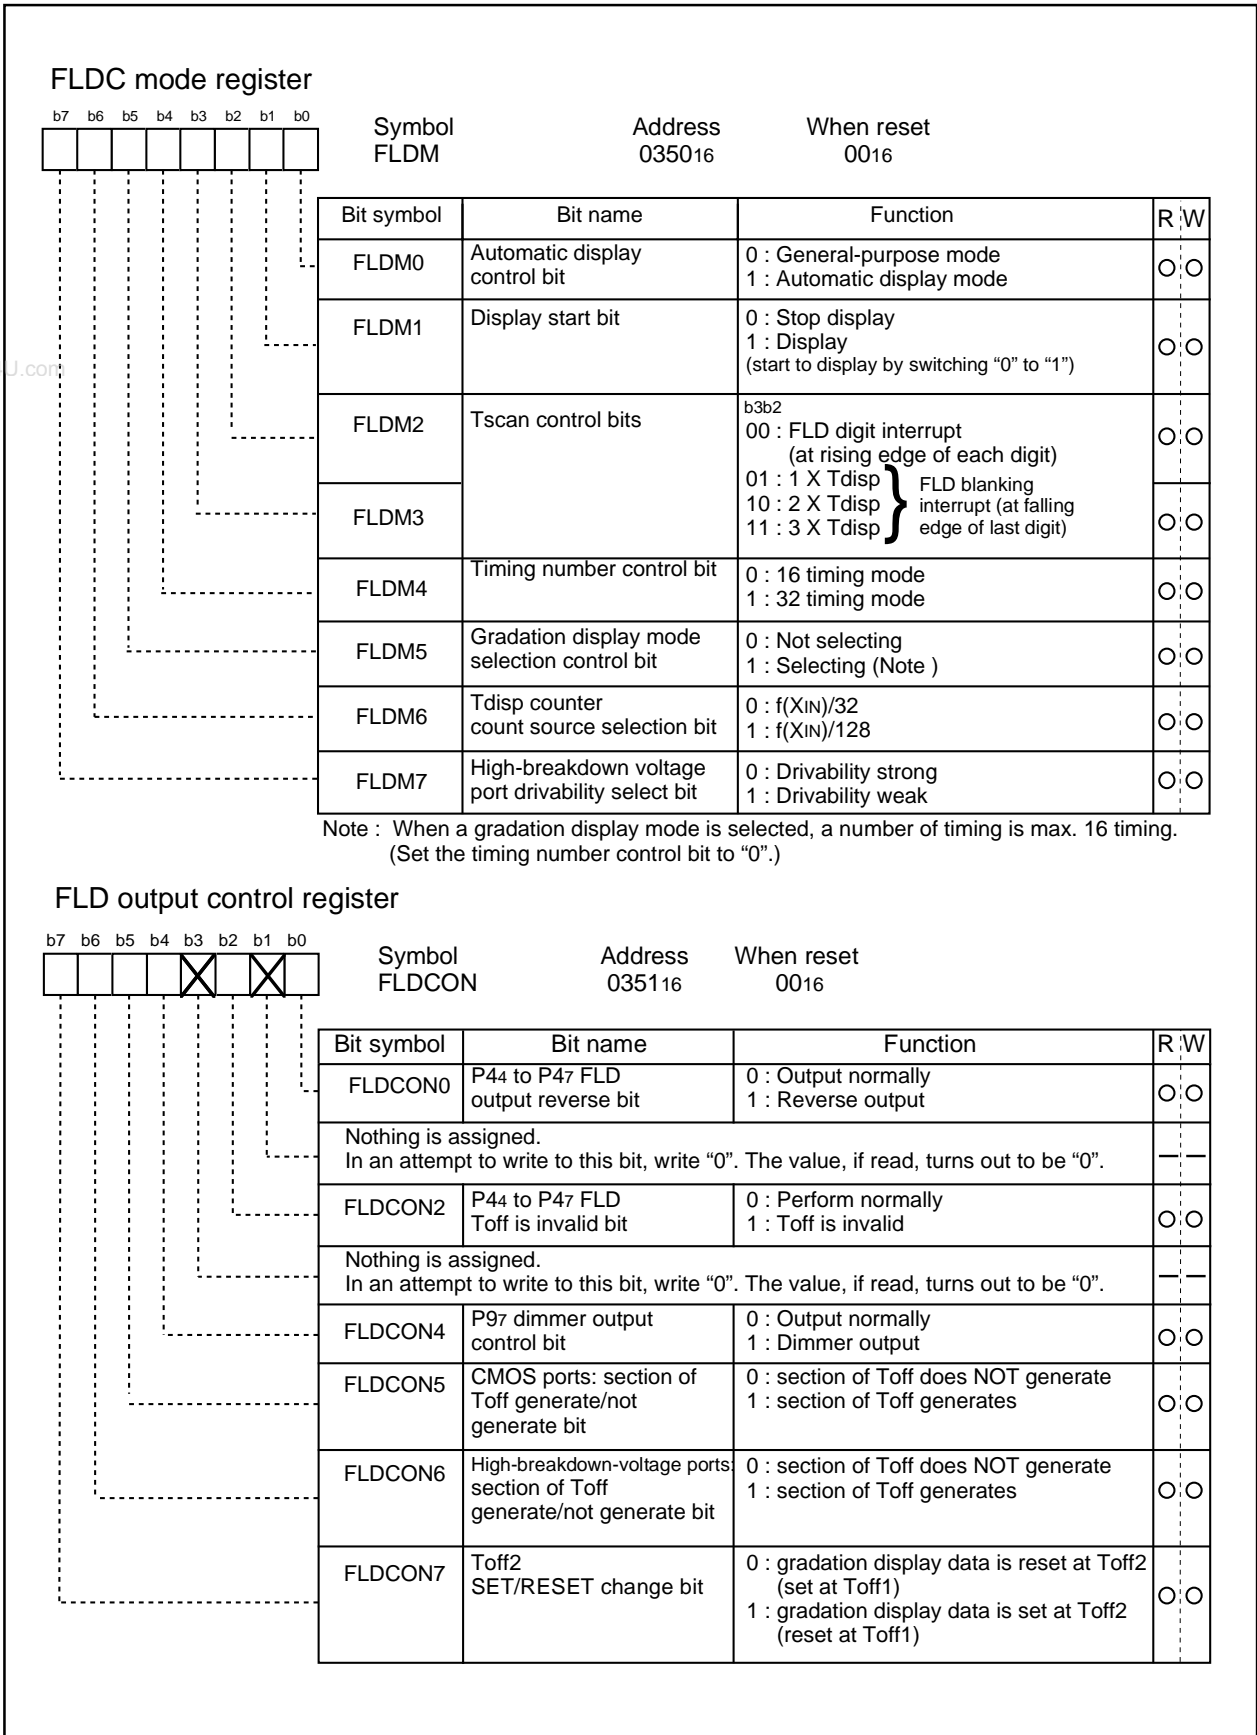 FLDC mode register
b7 b6 b5 b4 b3 b2 b1 b0
Symbol Address When reset
FLDM 035016 0016
Bit symbol Bit name Function R W
FLDM0 Automatic display control bit 0 : General-purpose mode
1 : Automatic display mode
FLDM1 Display start bit 0 : Stop display
1 : Display
(start to display by switching “0” to “1”)
U.com
FLDM2 Tscan control bits b3b2
00 : FLD digit interrupt
(at rising edge of each digit)
01 : 1 X Tdisp
10 : 2 X Tdisp
11 : 3 X Tdisp
FLD blanking
interrupt (at falling
edge of last digit)
FLDM3
FLDM4 Timing number control bit 0 : 16 timing mode
1 : 32 timing mode
FLDM5 Gradation display mode
selection control bit 0 : Not selecting
1 : Selecting (Note )
FLDM6 Tdisp counter
count source selection bit 0 : f(XIN)/32
1 : f(XIN)/128
FLDM7 High-breakdown voltage
port drivability select bit 0 : Drivability strong
1 : Drivability weak
Note : When a gradation display mode is selected, a number of timing is max. 16 timing.
(Set the timing number control bit to “0”.)
FLD output control register
b7 b6 b5 b4 b3 b2 b1 b0
Symbol Address When reset
FLDCON 035116 0016
Bit symbol Bit name Function R W
FLDCON0 P44 to P47 FLD
output reverse bit 0 : Output normally
1 : Reverse output
Nothing is assigned.
In an attempt to write to this bit, write “0”. The value, if read, turns out to be “0”.
FLDCON2 P44 to P47 FLD
Toff is invalid bit 0 : Perform normally
1 : Toff is invalid
Nothing is assigned.
In an attempt to write to this bit, write “0”. The value, if read, turns out to be “0”.
FLDCON4 P97 dimmer output
control bit 0 : Output normally
1 : Dimmer output
FLDCON5 CMOS ports: section of
Toff generate/not
generate bit 0 : section of Toff does NOT generate
1 : section of Toff generates
FLDCON6 High-breakdown-voltage ports:
section of Toff
generate/not generate bit 0 : section of Toff does NOT generate
1 : section of Toff generates
FLDCON7 Toff2
SET/RESET change bit 0 : gradation display data is reset at Toff2
(set at Toff1)
1 : gradation display data is set at Toff2
(reset at Toff1)